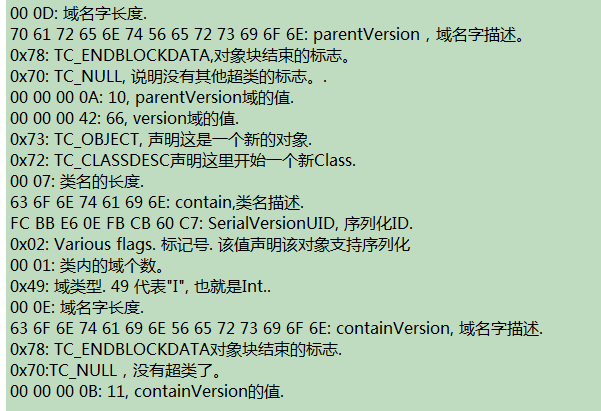 00 0D: 域名字长度.
70 61 72 65 6E 74 56 65 72 73 69 6F 6E: parentVersion，域名字描述。
0x78: TC_ENDBLOCKDATA,对象块结束的标志。
0x70: TC_NULL, 说明没有其他超类的标志。.
00 00 00 0A: 10, parentVersion域的值.
00 00 00 42: 66, version域的值.
0x73: TC_OBJECT, 声明这是一个新的对象.
0x72: TC_CLASSDESC声明这里开始一个新Class.
00 07: 类名的长度.
63 6F 6E 74 61 69 6E: contain,类名描述.
FC BB E6 0E FB CB 60 C7: SerialVersionUID, 序列化ID.
0x02: Various flags. 标记号. 该值声明该对象支持序列化
00 01: 类内的域个数。
0x49: 域类型. 49 代表"I", 也就是Int..
00 0E: 域名字长度.
63 6F 6E 74 61 69 6E 56 65 72 73 69 6F 6E: containVersion, 域名字描述.
0x78: TC_ENDBLOCKDATA对象块结束的标志.
0x70:TC_NULL，没有超类了。
00 00 00 0B: 11, containVersion的值.